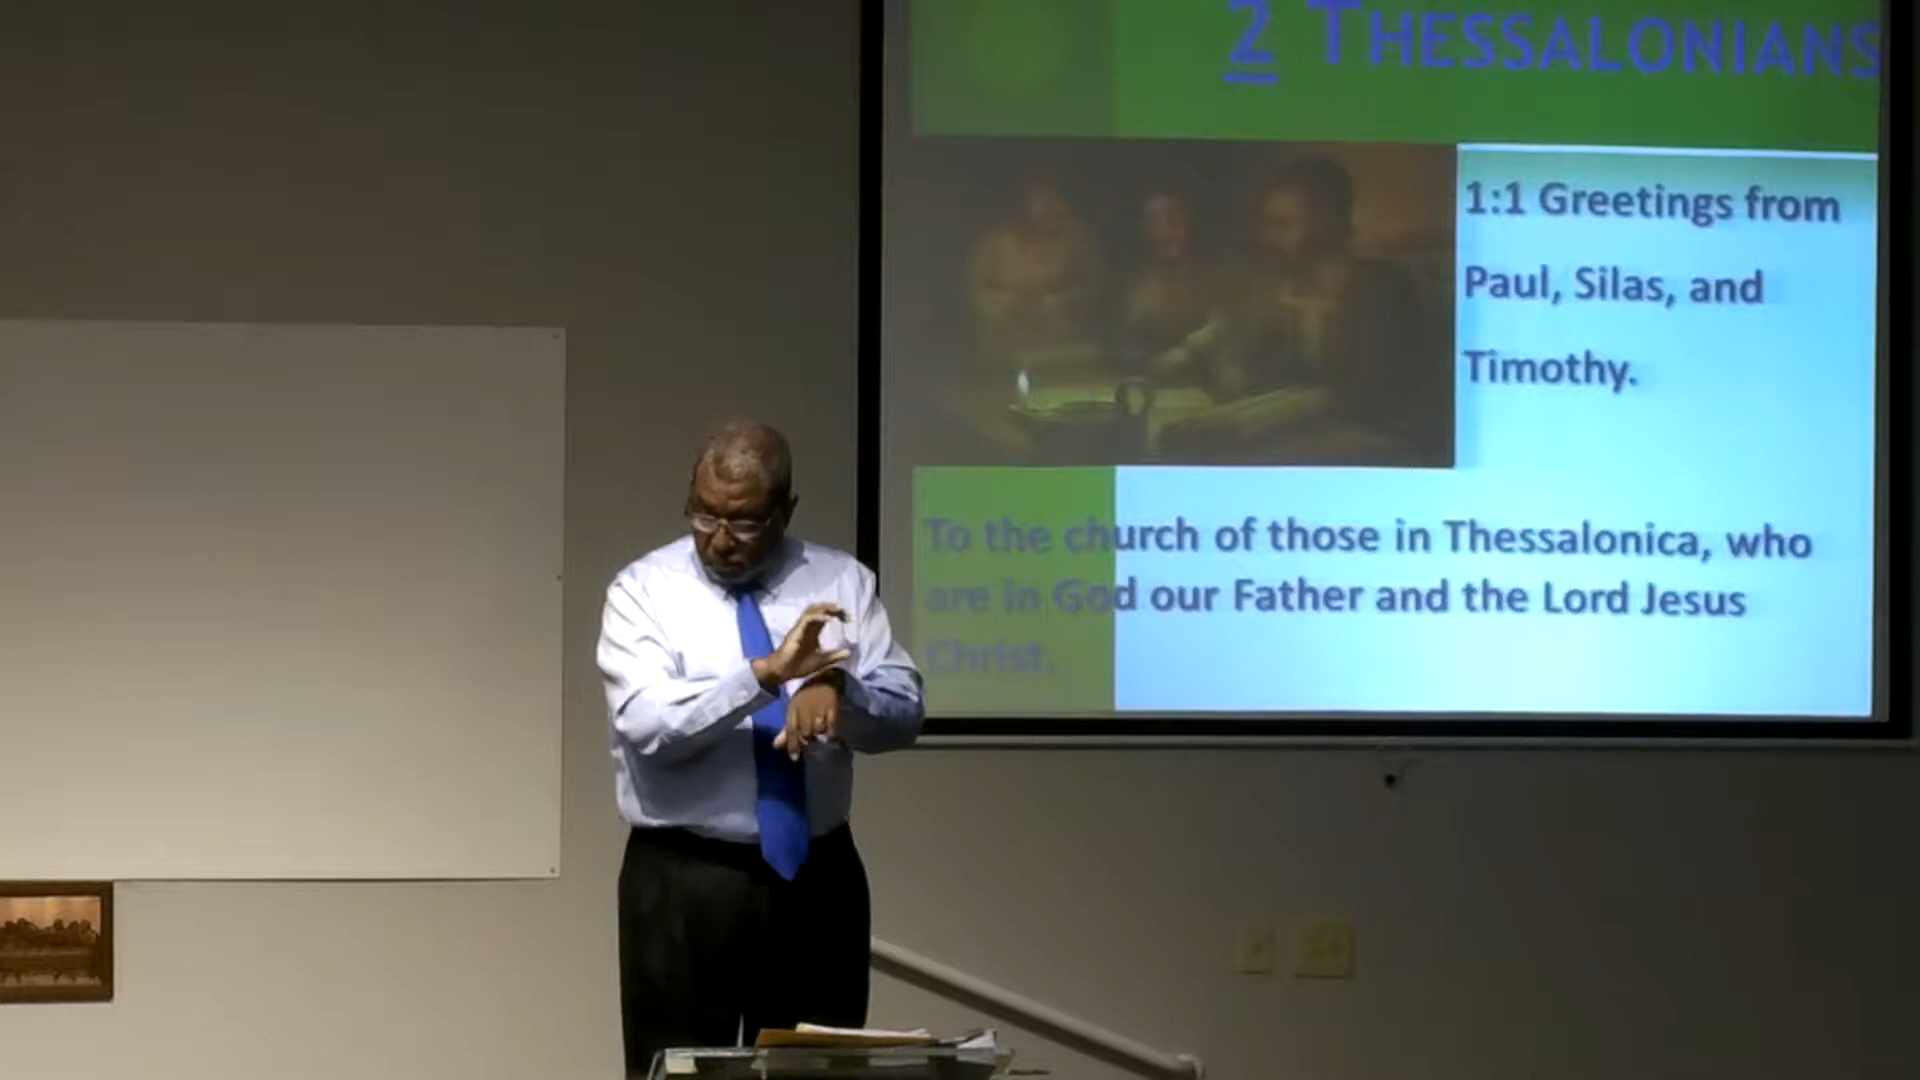 2 THESSALONIANS
1:1 Greetings from
Paul, Silas, and
Timothy.
To the church of those in Thessalonica, who
are in God our Father and the Lord Jesus
Christ.